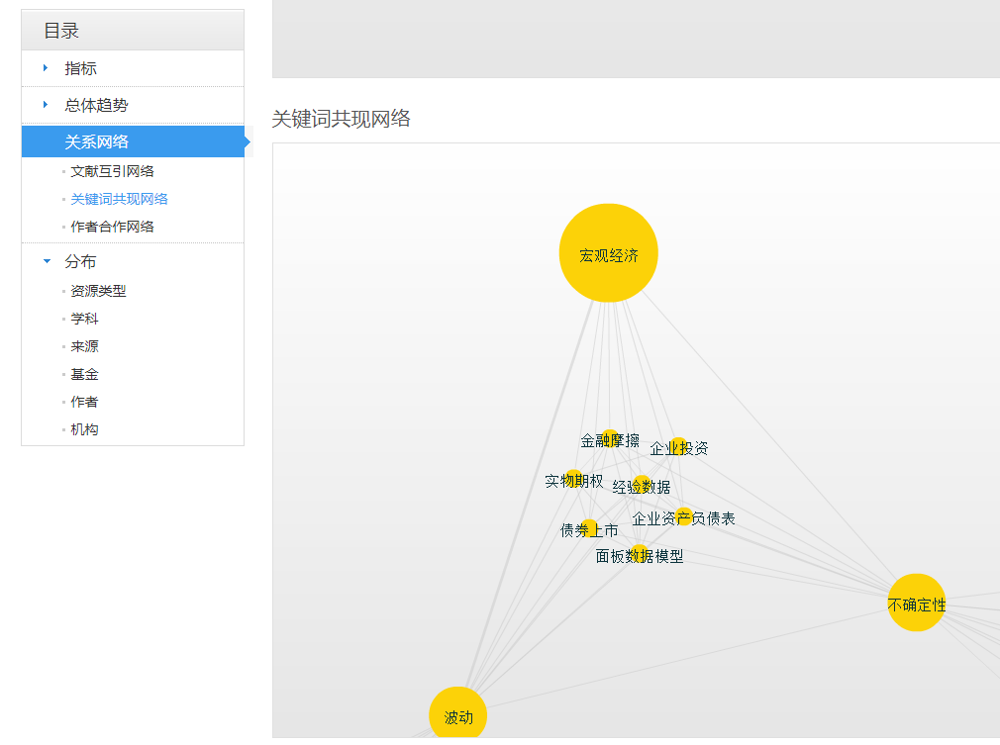 目录
指标
总体趋势
关系网络
文献互引网络
关键词共现网络
作者合作网络
分布
资源类型
学科
来源
基金
作者
机构
关键词共现网络
宏观经济
金融摩擦
企业投资
实物期权
经验数据
企业资产负债表
债券上市
面板数据模型
不确定性
波动